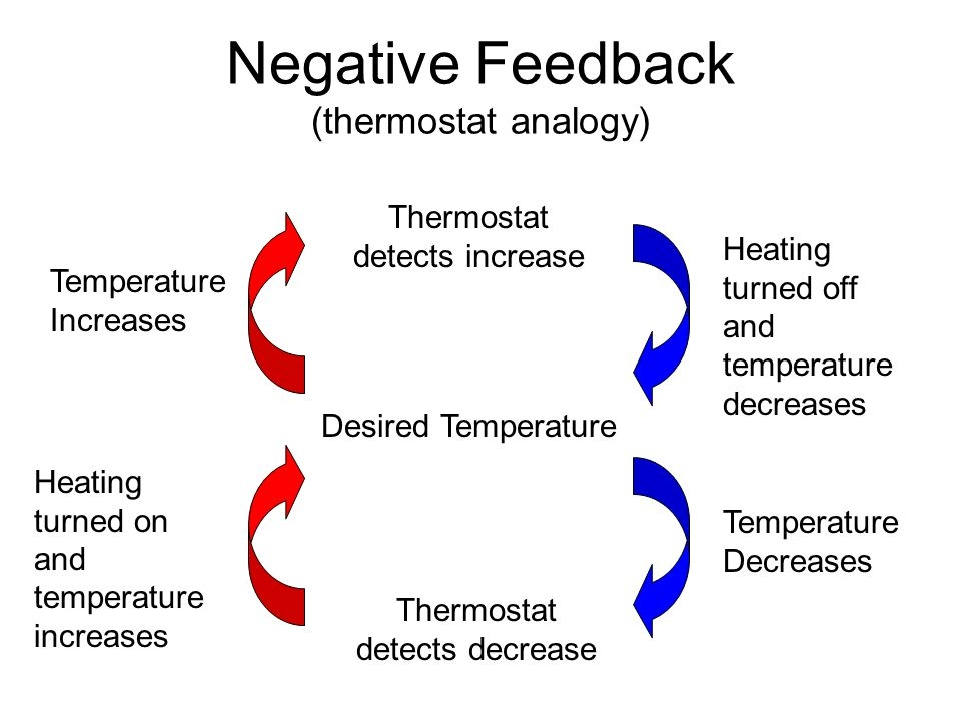 Negative Feedback
(thermostat analogy)
Thermostat
detects increase
Temperature
Increases
Heating
turned off
and
temperature
decreases
Desired Temperature
Heating
turned on
and
temperature
increases
Temperature
Decreases
Thermostat
detects decrease